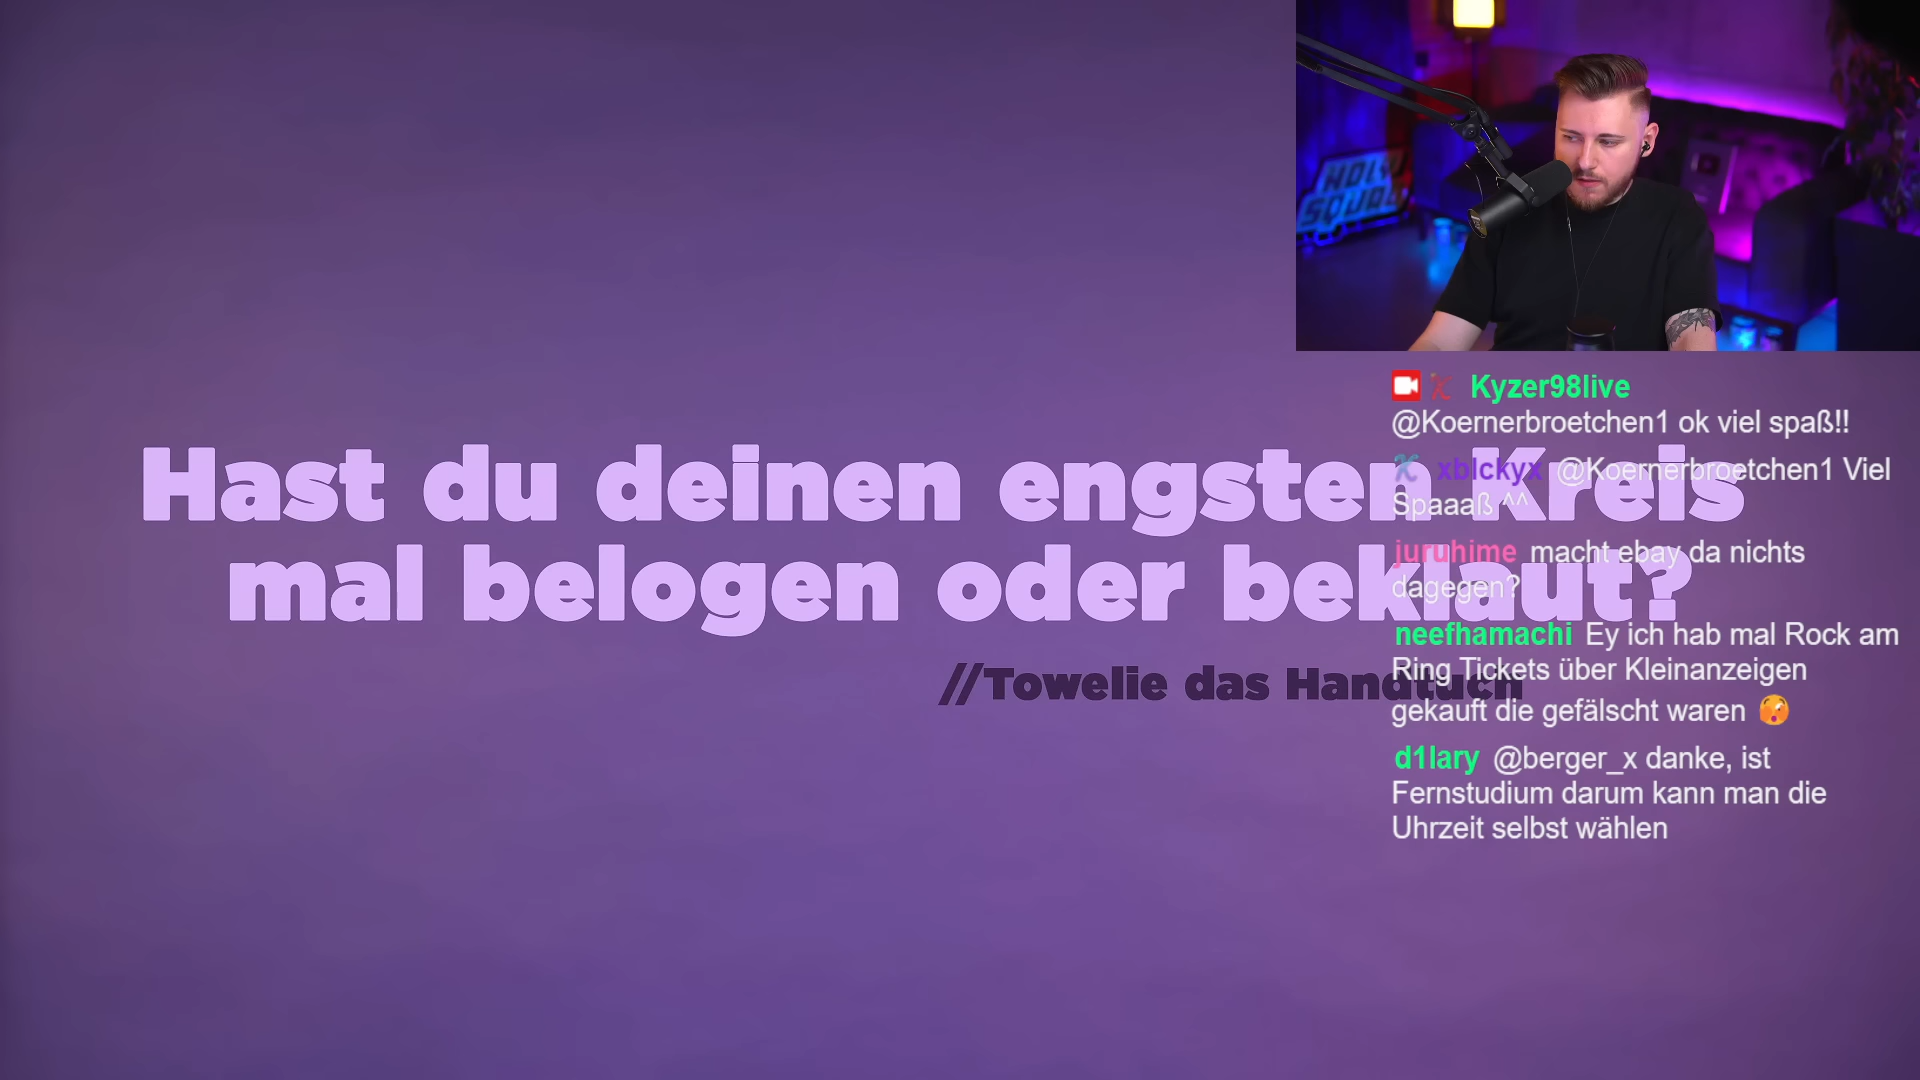 HOLY
SQUAD
Kyzer98live
@Koernerbroetchen1 ok viel spaß!!
Hast du deinen engsten Kreis
mal belogen oder beklaut?
//Towelie das Handtuch
xblckyx @Koernerbroetchen1 Viel
Spaaaß ^^
juruhime macht ebay da nichts
dagegen?
neefhamachi Ey ich hab mal Rock am
Ring Tickets über Kleinanzeigen
gekauft die gefälscht waren
d1lary @berger_x danke, ist
Fernstudium darum kann man die
Uhrzeit selbst wählen